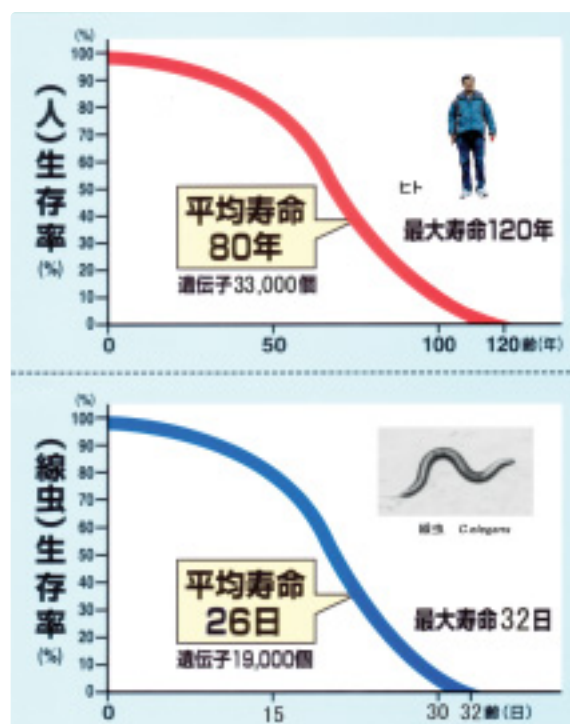 (%)
(人)生存率
(%)
100
90
80
70
60
50
40
30
20
10
0
ヒト
平均寿命
80年
遺伝子33,000個
最大寿命120年
0 50 100 120齢(年)
(%)
(線虫)生存率
(%)
100
90
80
70
60
50
40
30
20
10
0
線虫 C.elegans
平均寿命
26日
遺伝子19,000個
最大寿命32日
0 15 30 32齢(日)